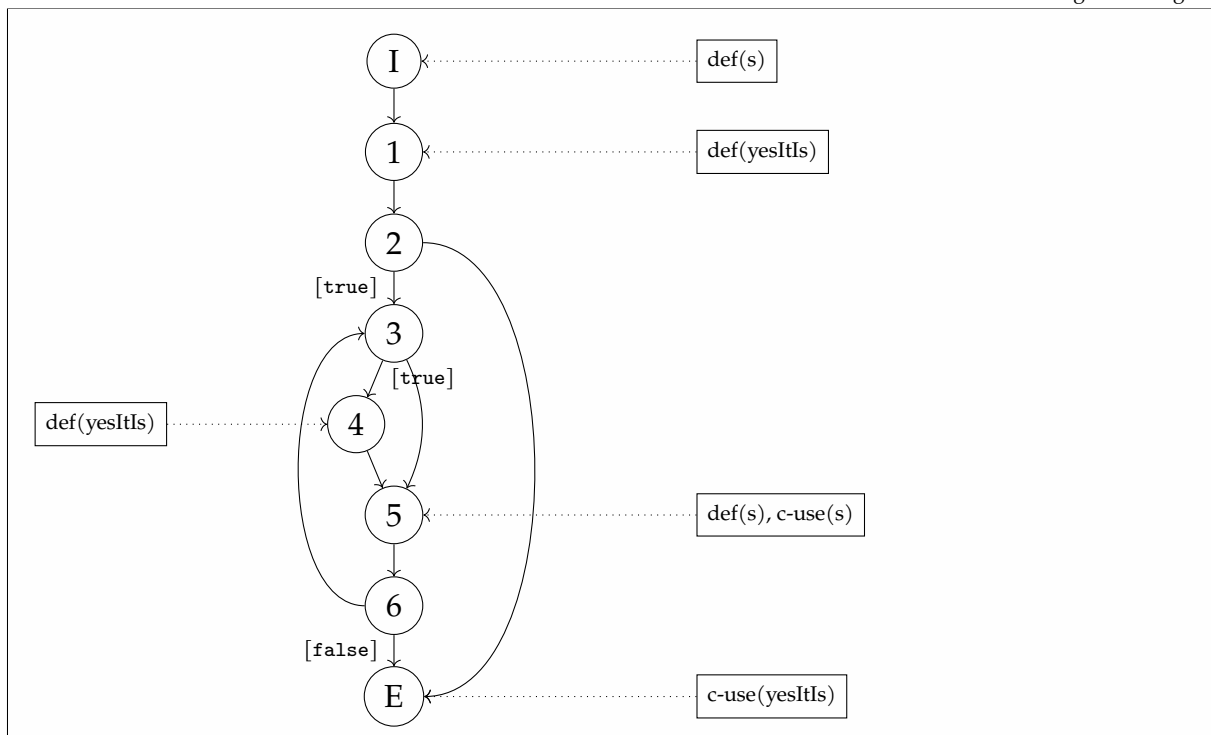 I
def(s)
1
def(yesItIs)
2
[true]
3
[true]
def(yesItIs)
4
5
def(s), c-use(s)
6
[false]
E
c-use(yesItIs)